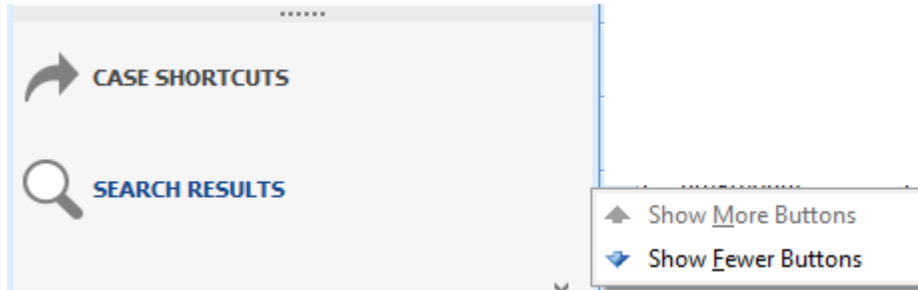 CASE SHORTCUTS
SEARCH RESULTS
Show More Buttons
Show Fewer Buttons